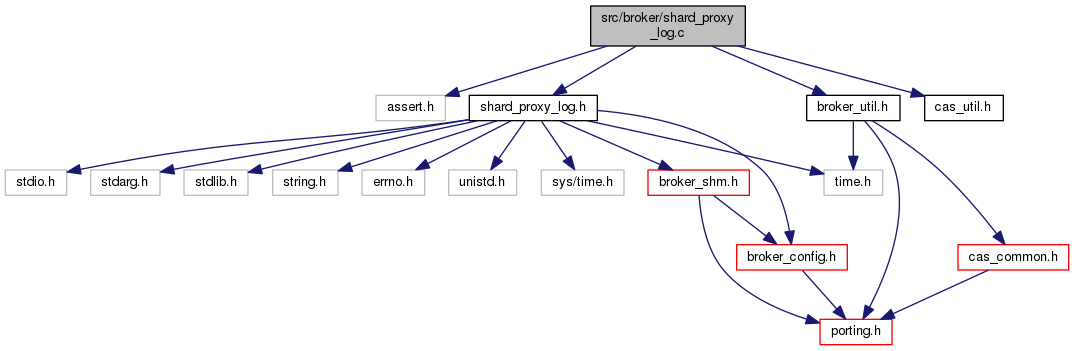 src/broker/shard_proxy
_log.c
assert.h
shard_proxy_log.h
broker_util.h
cas_util.h
stdio.h
stdarg.h
stdlib.h
string.h
errno.h
unistd.h
sys/time.h
broker_shm.h
time.h
broker_config.h
cas_common.h
porting.h